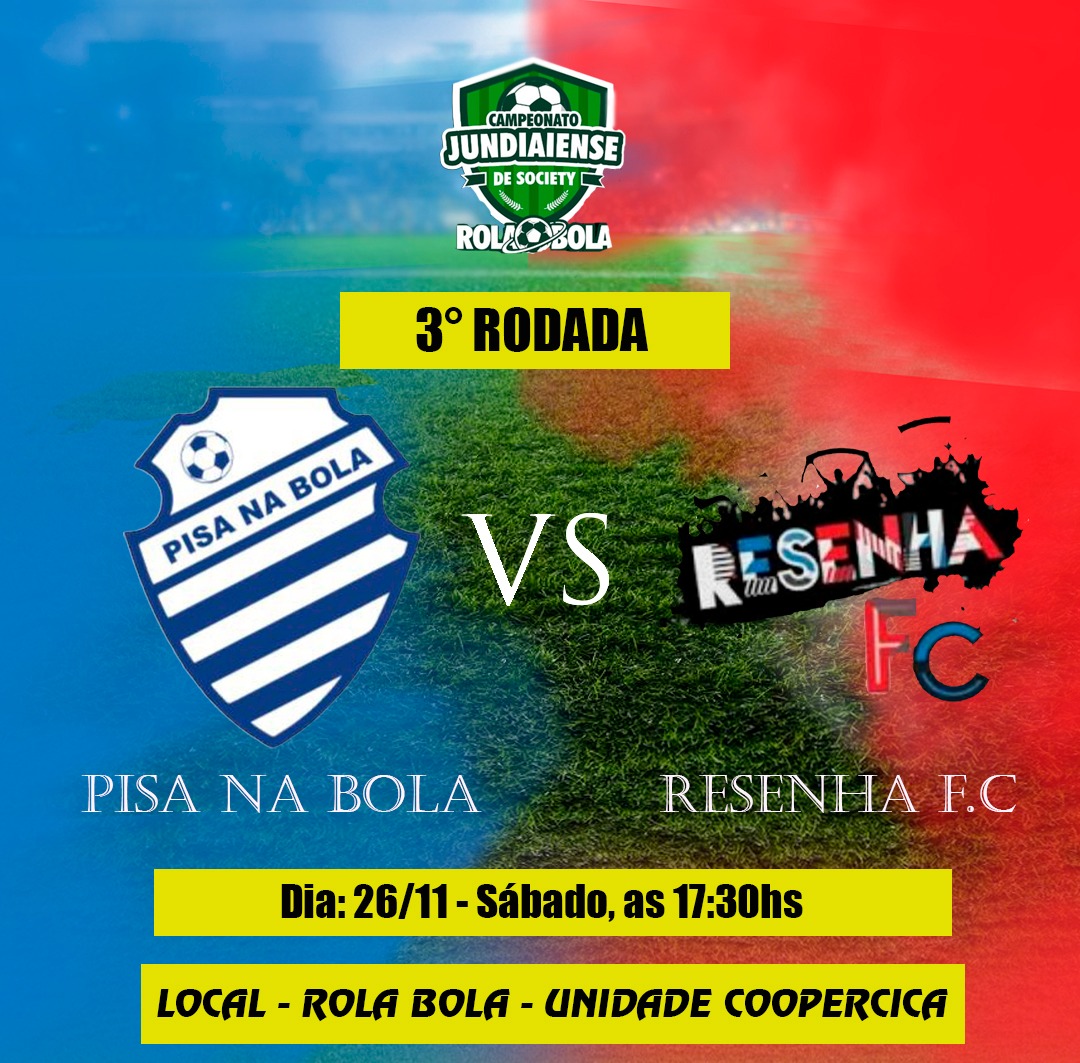 CAMPEONATO
JUNDIAIENSE
DE SOCIETY
ROLA BOLA
3° RODADA
PISA NA BOLA
VS
RESENHA
FC
PISA NA BOLA
RESENHA F.C
Dia: 26/11 - Sábado, as 17:30hs
LOCAL - ROLA BOLA - UNIDADE COOPERCICA